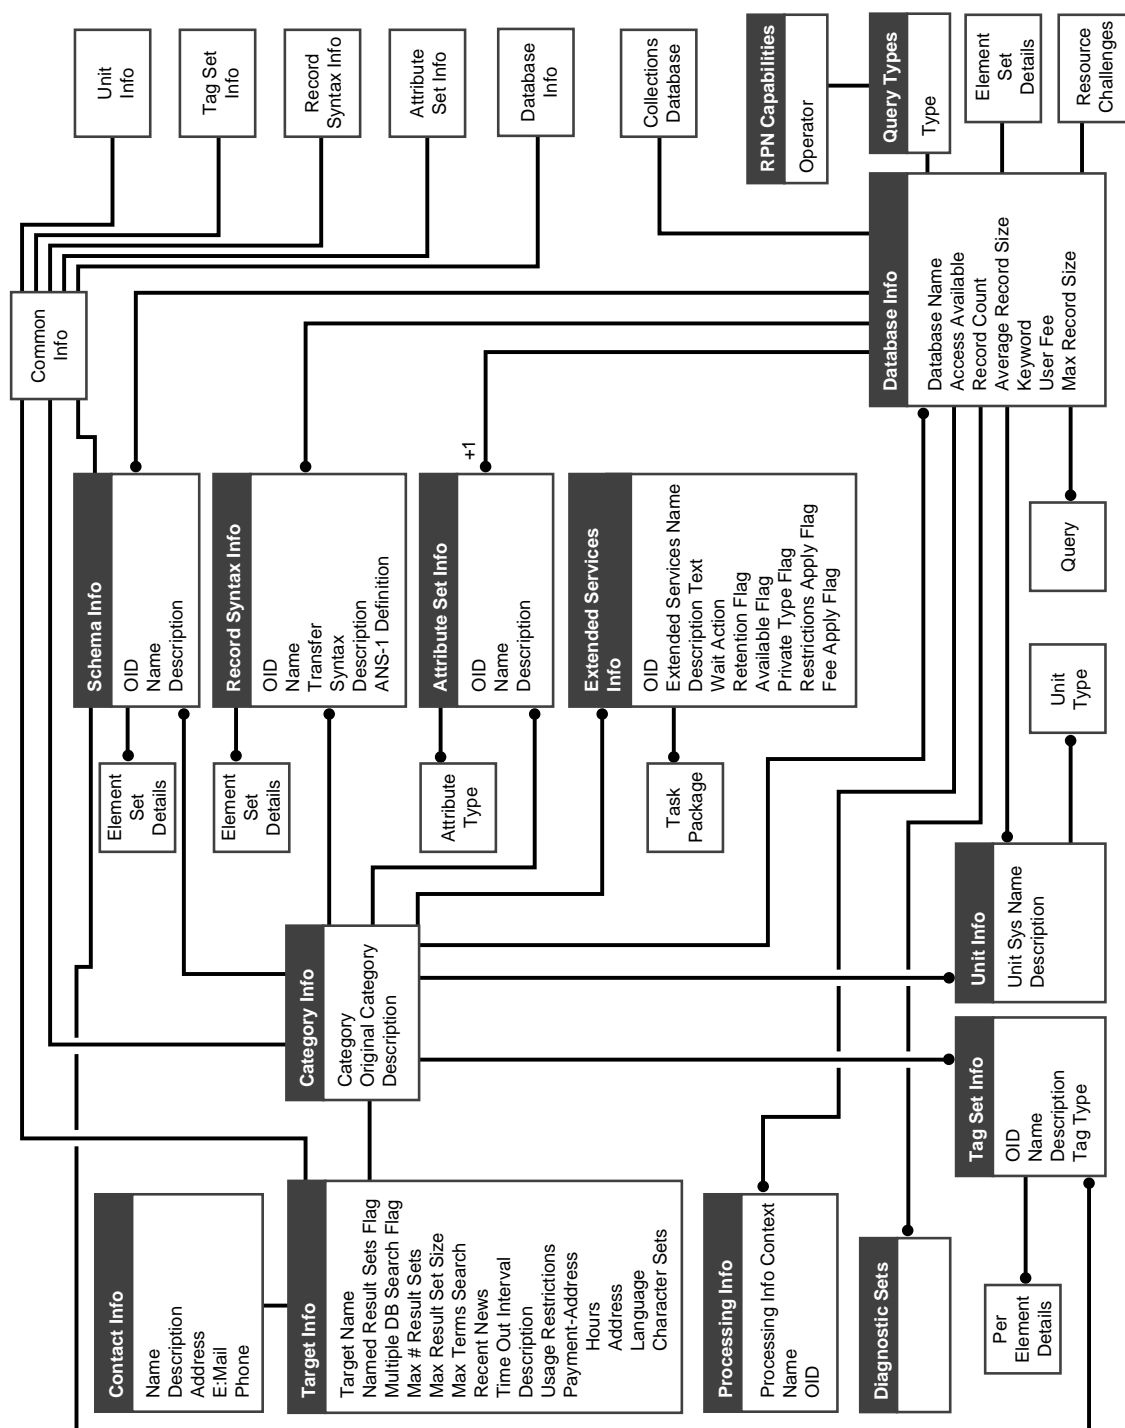 Contact Info
Name
Description
Address
E:Mail
Phone
Target Info
Target Name
Named Result Sets Flag
Multiple DB Search Flag
Max # Result Sets
Max Result Set Size
Max Terms Search
Recent News
Time Out Interval
Description
Usage Restrictions
Payment-Address
Hours
Address
Language
Character Sets
Processing Info
Processing Info Context
Name
OID
Diagnostic Sets
Per
Element
Details
Category Info
Category
Original Category
Description
Tag Set Info
OID
Name
Description
Tag Type
Unit Info
Unit Sys Name
Description
Unit
Type
Element
Set
Details
Element
Set
Details
Attribute
Type
Task
Package
Schema Info
OID
Name
Description
Record Syntax Info
OID
Name
Transfer
Syntax
Description
ANS-1 Definition
Attribute Set Info
OID
Name
Description
+1
Extended Services
Info
OID
Extended Services Name
Description Text
Wait Action
Retention Flag
Available Flag
Private Type Flag
Restrictions Apply Flag
Fee Apply Flag
Query
Common
Info
Database Info
Database Name
Access Available
Record Count
Average Record Size
Keyword
User Fee
Max Record Size
Unit
Info
Tag Set
Info
Record
Syntax Info
Attribute
Set Info
Database
Info
Collections
Database
RPN Capabilities
Operator
Query Types
Type
Element
Set
Details
Resource
Challenges